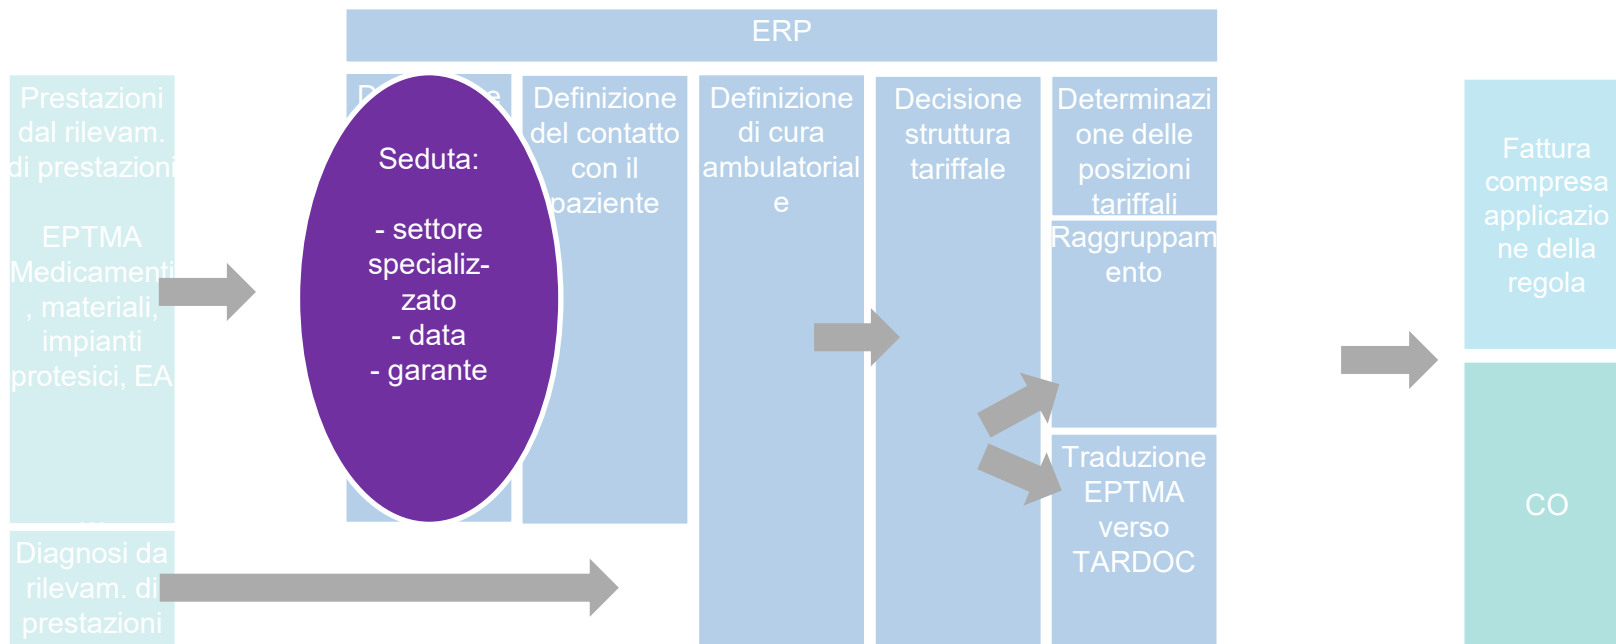 ERP
Prestazioni
dal rilevam.
di prestazioni
EPTMA
Medicamenti
, materiali,
impianti
protesici, EA
...
Diagnosi da
rilevam. di
prestazioni
Seduta:
- settore
specializ-
zato
- data
- garante
Definizione
del contatto
con il
paziente
Definizione
di cura
ambulatorial
e
Decisione
struttura
tariffale
Determinazi
one delle
posizioni
tariffali
Raggruppam
ento
Traduzione
EPTMA
verso
TARDOC
Fattura
compresa
applicazio
ne della
regola
CO